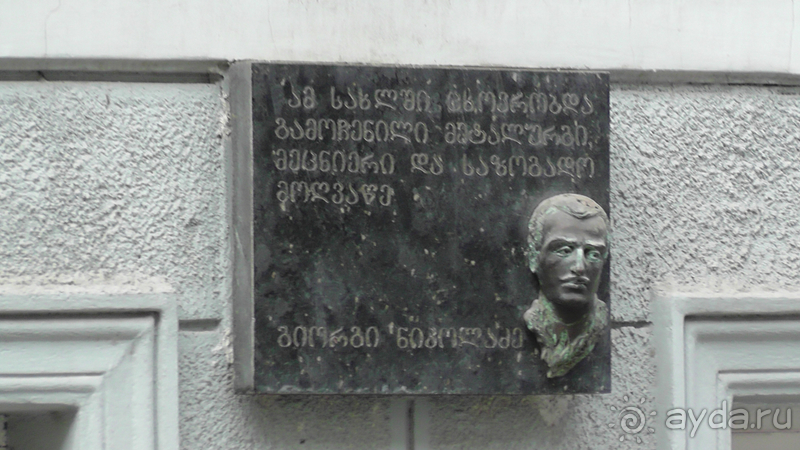 ამ სახლში ცხოვრობდა
გამოჩენილი მეტალურგი,
მეცნიერი და საზოგადო
მოღვაწე
გიორგი ნიკოლაძე
ayda.ru